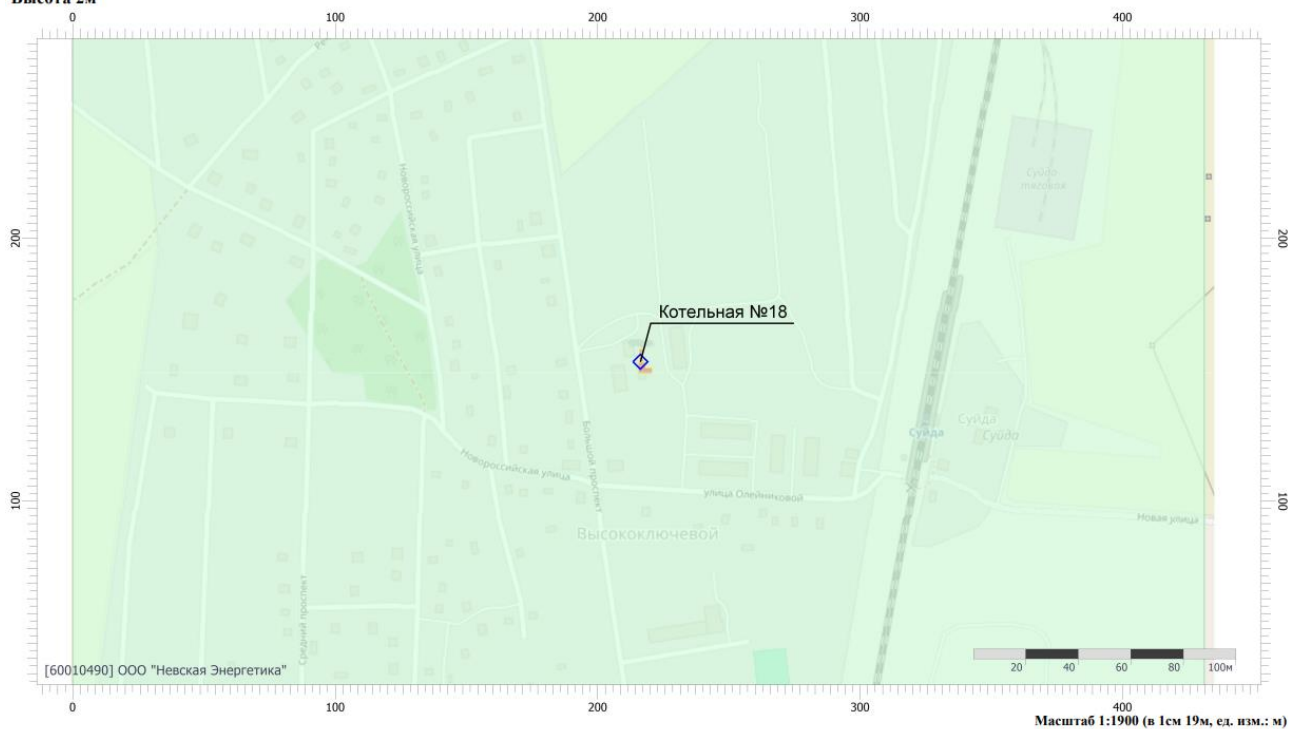 Высота 2м
0 100 200 300 400
200
200
Новороссийская улица
Суйда
тяговая
Котельная №18
Большой проспект
Суйда
Суйда
Суйда
Новороссийская улица
улица Олейниковой
100
100
Новая улица
Высокоключевой
Средний проспект
[60010490] ООО "Невская Энергетика"
20 40 60 80 100м
0 100 200 300 400
Масштаб 1:1900 (в 1см 19м, ед. изм.: м)